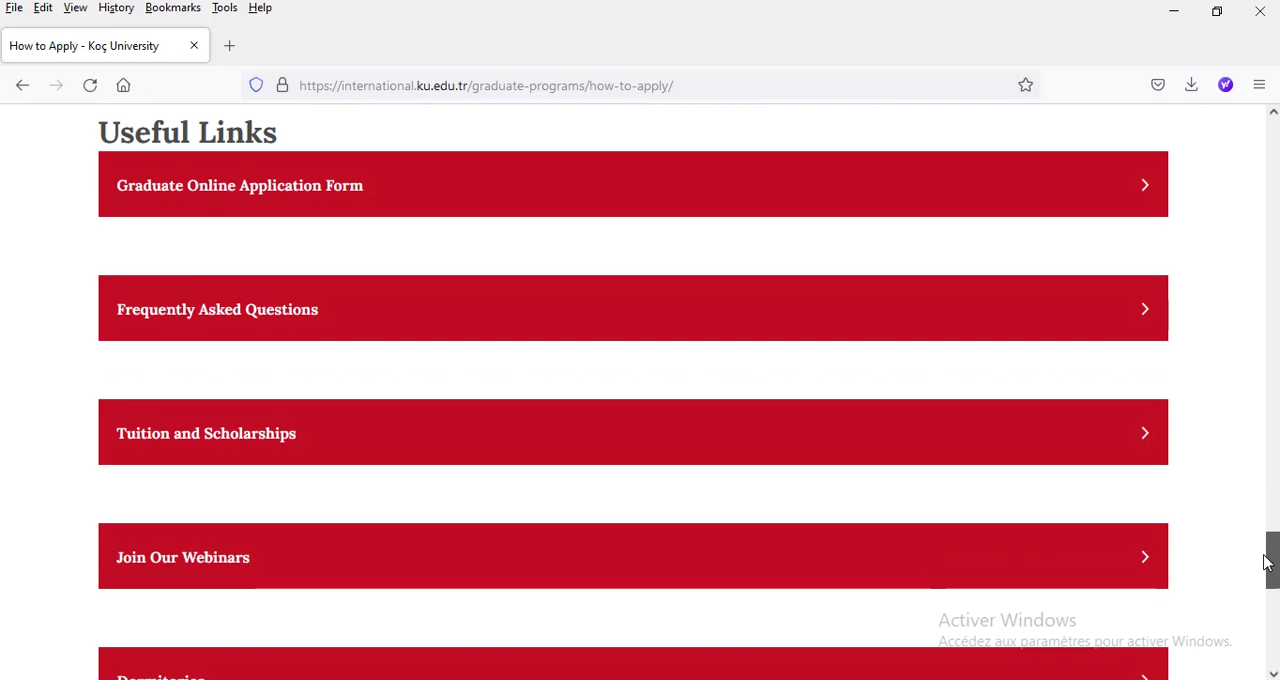 File Edit View History Bookmarks Tools Help
How to Apply - Koç University
https://international.ku.edu.tr/graduate-programs/how-to-apply/
Useful Links
Graduate Online Application Form
Frequently Asked Questions
Tuition and Scholarships
Join Our Webinars
Activer Windows
Accédez aux paramètres pour activer Windows.
Dormitories